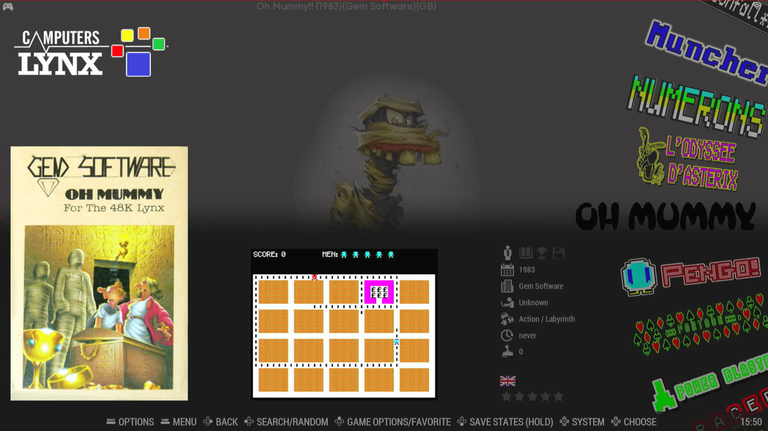 Oh Mummy!! (1983)(Gem Software)(GB)
CAMPUTERS
LYNX
GEM SOFTWARE
OH MUMMY
For The 48K Lynx
SCORE: 0 MEN:
1983
Gem Software
Unknown
Action / Labyrinth
never
0
Muncher
NUMERONS
L'ODYSSEE
D'ASTERIX
OH MUMMY
PENGO!
PONTOON
POWER BLASTE
OPTIONS MENU BACK SEARCH/RANDOM GAME OPTIONS/FAVORITE SAVE STATES (HOLD) SYSTEM CHOOSE 15:50